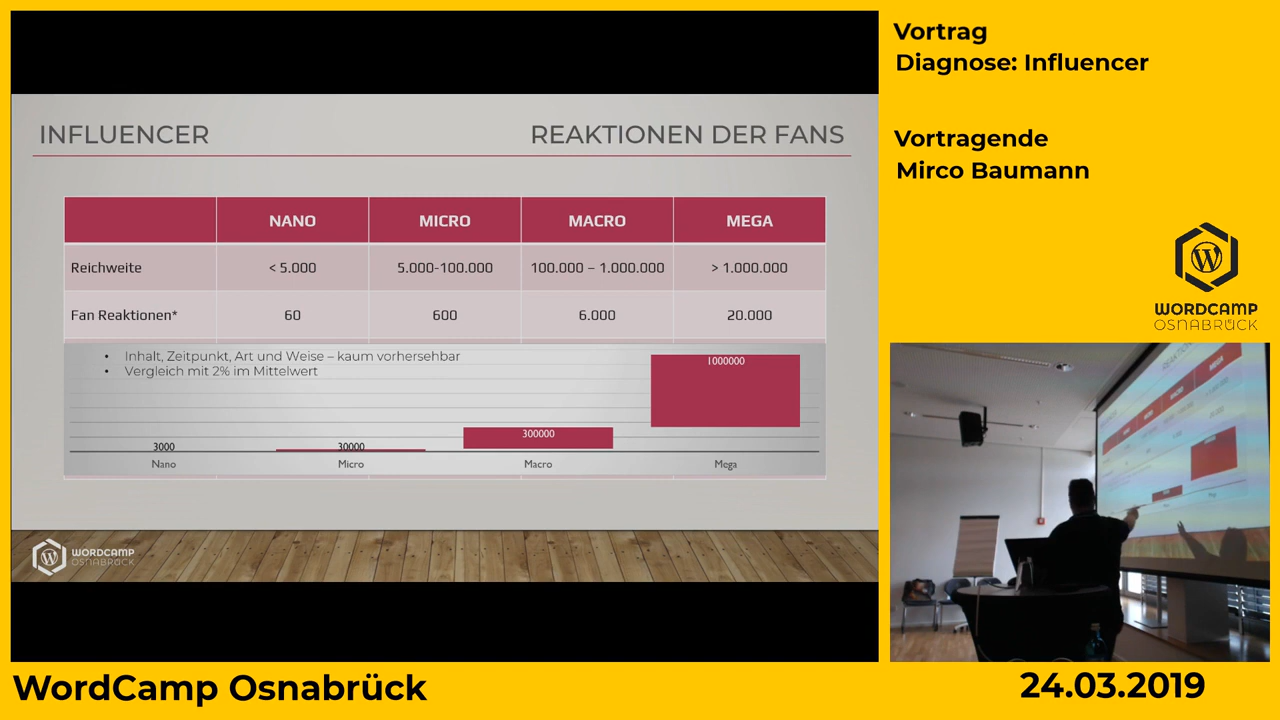 Vortrag
Diagnose: Influencer
Vortragende
Mirco Baumann
WORDCAMP
OSNABRÜCK
INFLUENCER
REAKTIONEN DER FANS
NANO MICRO MACRO MEGA
Reichweite < 5.000 5.000-100.000 100.000 – 1.000.000 > 1.000.000
Fan Reaktionen* 60 600 6.000 20.000
• Inhalt, Zeitpunkt, Art und Weise – kaum vorhersehbar
• Vergleich mit 2% im Mittelwert
3000 30000 300000 1000000
Nano Micro Macro Mega
WORDCAMP
OSNABRÜCK
MICRO
MACRO
MEGA
WordCamp Osnabrück
24.03.2019